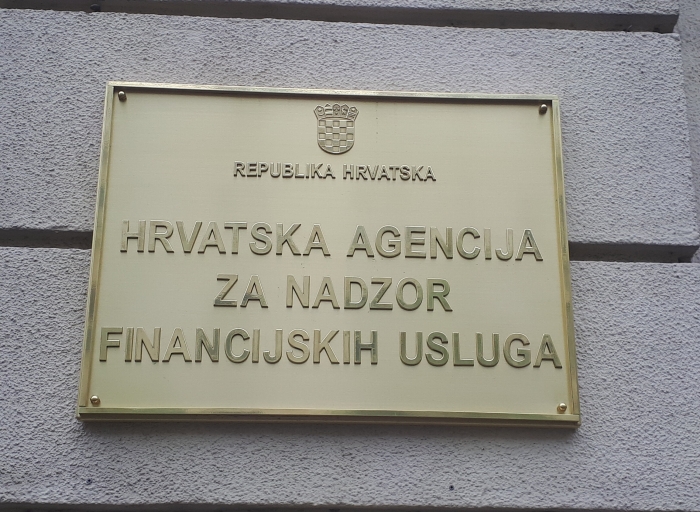 REPUBLIKA HRVATSKA
HRVATSKA AGENCIJA
ZA NADZOR
FINANCIJSKIH USLUGA